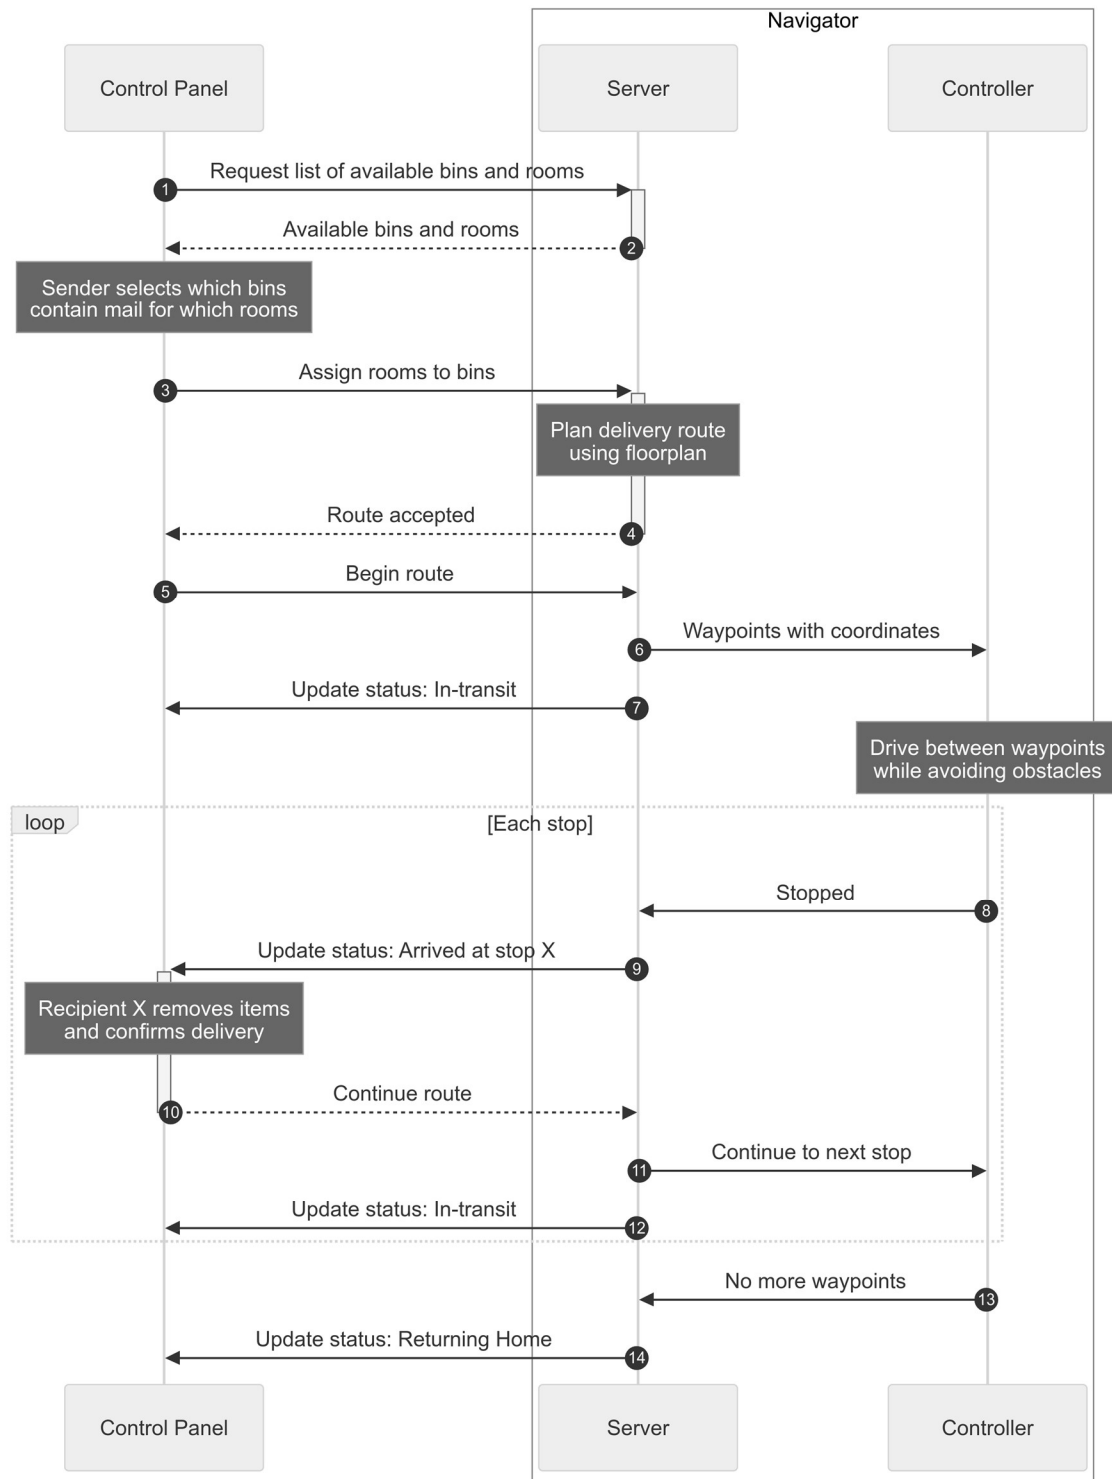 Navigator
Control Panel
Server
Controller
1
Request list of available bins and rooms
Available bins and rooms
2
Sender selects which bins
contain mail for which rooms
3
Assign rooms to bins
Plan delivery route
using floorplan
Route accepted
4
5
Begin route
6
Waypoints with coordinates
Update status: In-transit
7
Drive between waypoints
while avoiding obstacles
loop
[Each stop]
Stopped
8
Update status: Arrived at stop X
9
Recipient X removes items
and confirms delivery
10
Continue route
11
Continue to next stop
Update status: In-transit
12
No more waypoints
13
Update status: Returning Home
14
Control Panel
Server
Controller